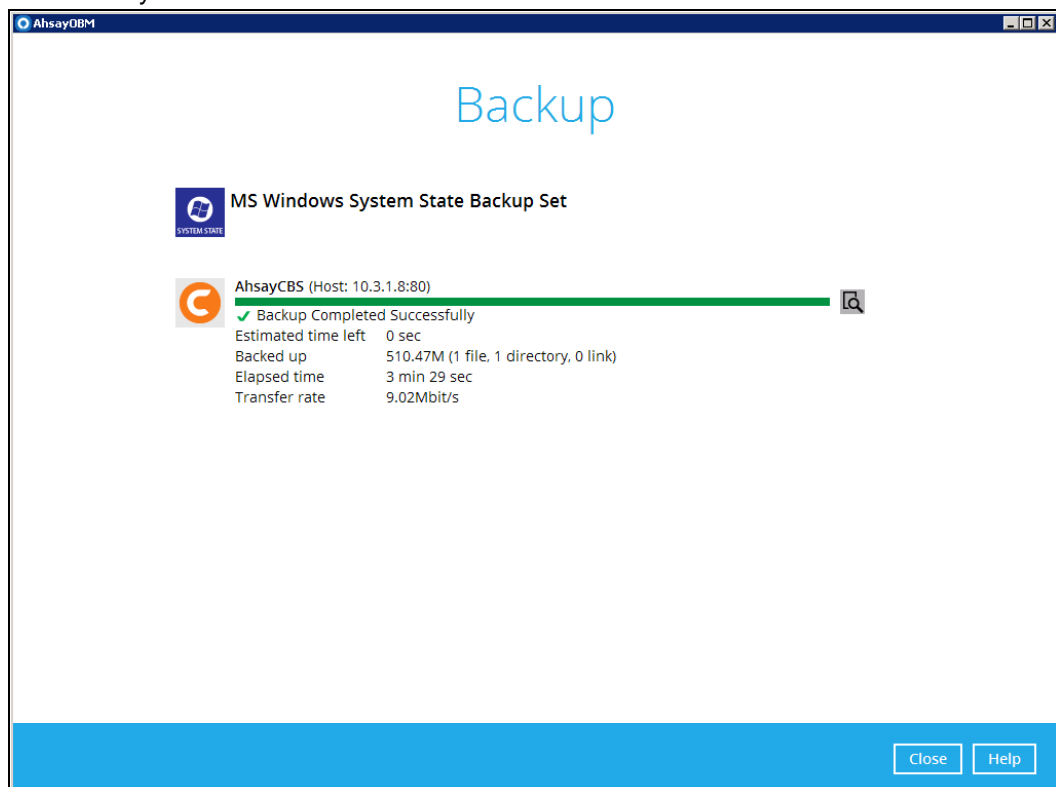 AhsayOBM
Backup
MS Windows System State Backup Set
SYSTEM STATE
AhsayCBS (Host: 10.3.1.8:80)
Backup Completed Successfully
Estimated time left 0 sec
Backed up 510.47M (1 file, 1 directory, 0 link)
Elapsed time 3 min 29 sec
Transfer rate 9.02Mbit/s
Close Help